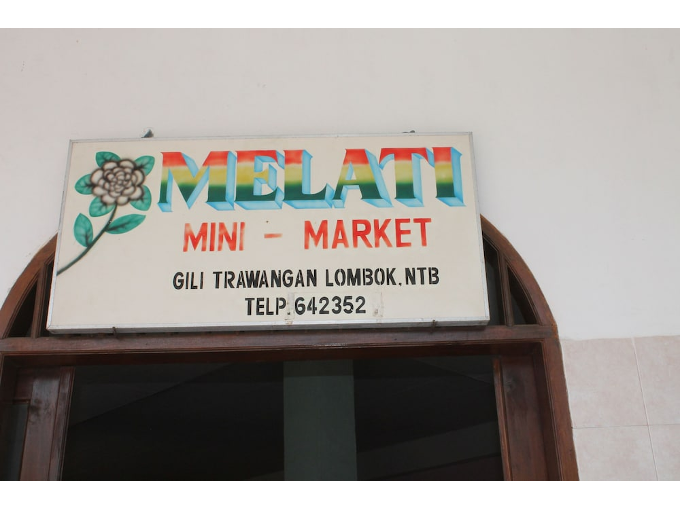 MELATI
MINI - MARKET
GILI TRAWANGAN LOMBOK. NTB
TELP. 642352